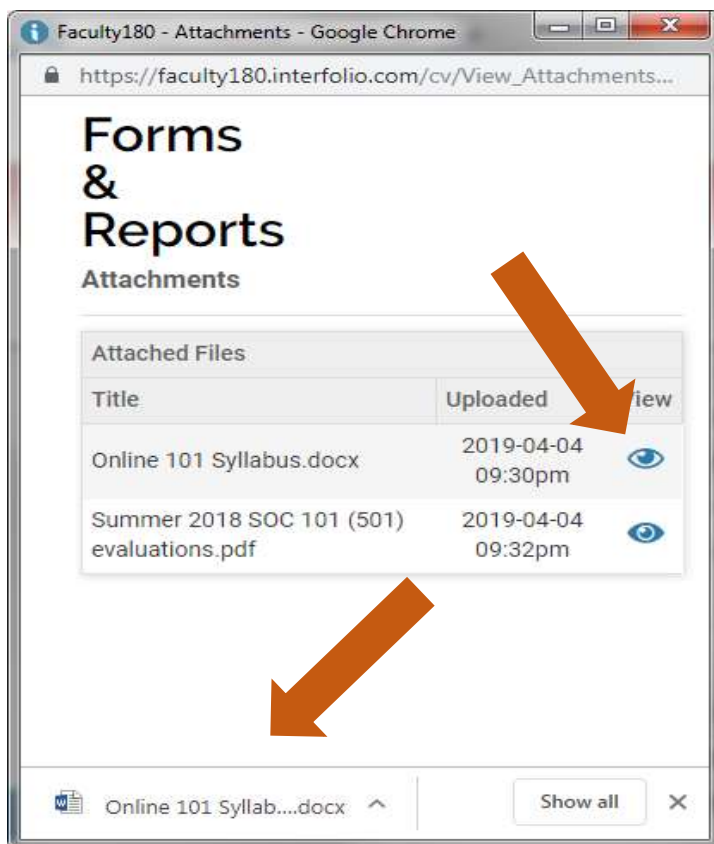 Faculty180 - Attachments - Google Chrome
https://faculty180.interfolio.com/cv/View_Attachments...
Forms
&
Reports
Attachments
Attached Files
Title Uploaded iew
Online 101 Syllabus.docx 2019-04-04
09:30pm
Summer 2018 SOC 101 (501) 2019-04-04
evaluations.pdf 09:32pm
Online 101 Syllab....docx Show all